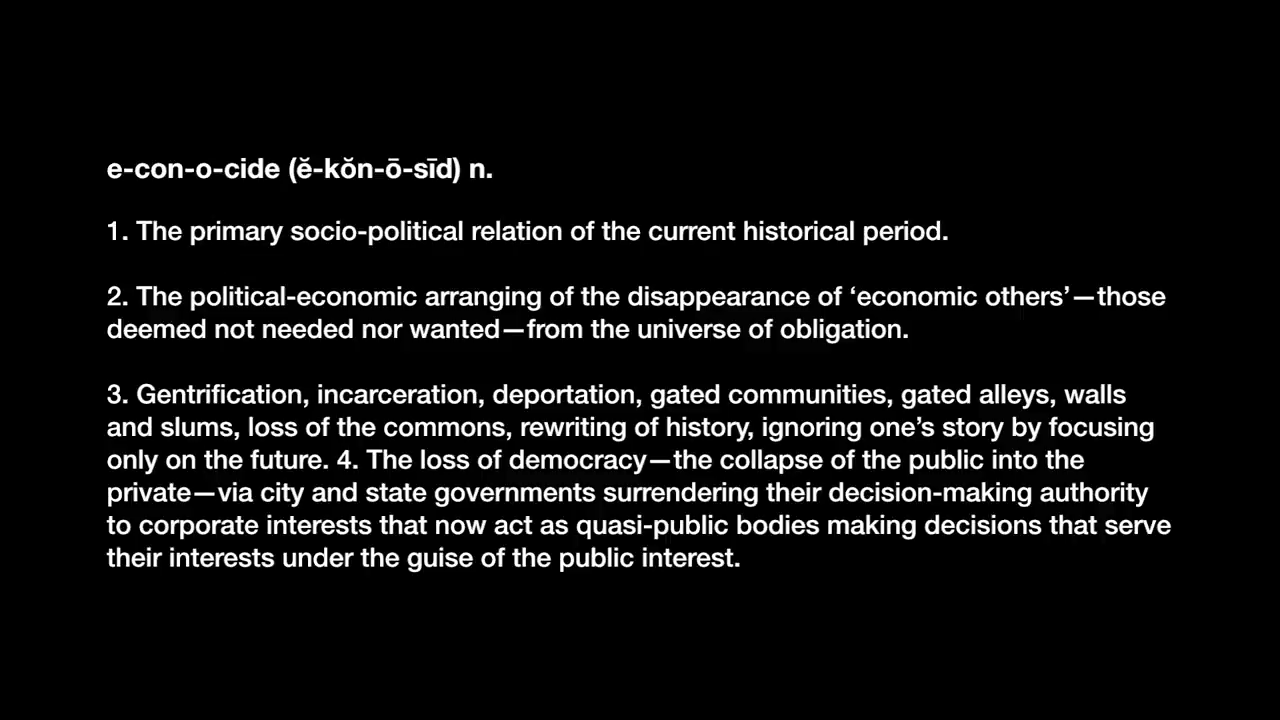 e-con-o-cide (ĕ-kŏn-ō-sīd) n.
1. The primary socio-political relation of the current historical period.
2. The political-economic arranging of the disappearance of ‘economic others’—those
deemed not needed nor wanted—from the universe of obligation.
3. Gentrification, incarceration, deportation, gated communities, gated alleys, walls
and slums, loss of the commons, rewriting of history, ignoring one’s story by focusing
only on the future. 4. The loss of democracy—the collapse of the public into the
private—via city and state governments surrendering their decision-making authority
to corporate interests that now act as quasi-public bodies making decisions that serve
their interests under the guise of the public interest.